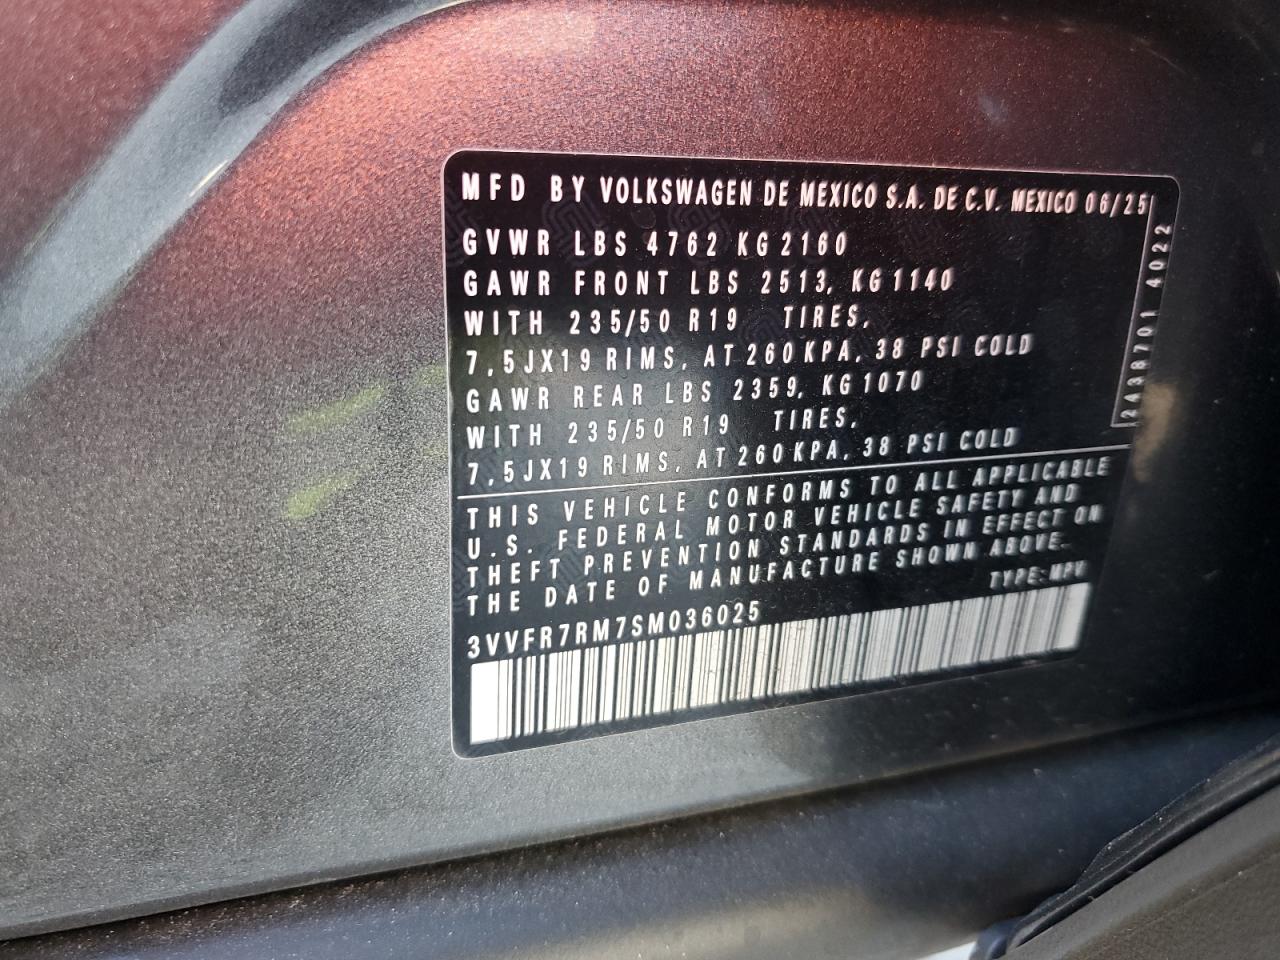 MFD BY VOLKSWAGEN DE MEXICO S.A. DE C.V. MEXICO 06/25
GVWR LBS 4762 KG 2160
GAWR FRONT LBS 2513, KG 1140
WITH 235/50 R19 TIRES,
7,5JX19 RIMS, AT 260 KPA, 38 PSI COLD
GAWR REAR LBS 2359, KG 1070
WITH 235/50 R19 TIRES,
7,5JX19 RIMS, AT 260 KPA, 38 PSI COLD
2438701 4022
THIS VEHICLE CONFORMS TO ALL APPLICABLE
U.S. FEDERAL MOTOR VEHICLE SAFETY AND
THEFT PREVENTION STANDARDS IN EFFECT ON
THE DATE OF MANUFACTURE SHOWN ABOVE.
TYPE: MPV
3VVFR7RM7SM036025